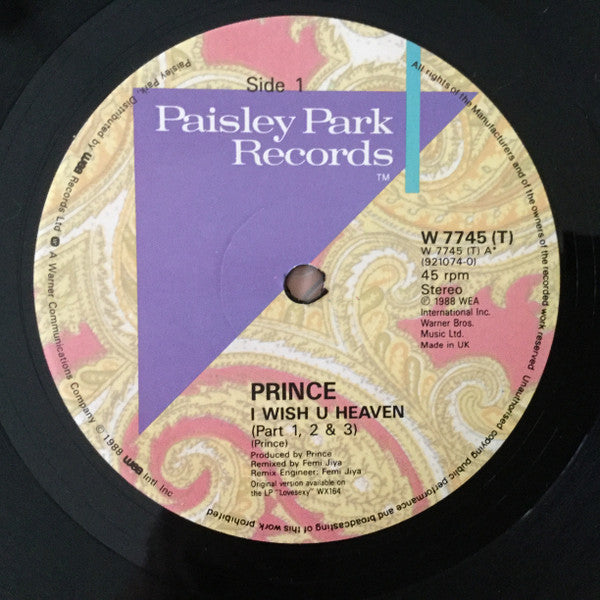 Side 1
Paisley Park
Records
TM
W 7745 (T)
W 7745 (T) A*
(921074-0)
45 rpm
Stereo
℗ 1988 WEA
International Inc.
Warner Bros.
Music Ltd.
Made in UK
PRINCE
I WISH U HEAVEN
(Part 1, 2 & 3)
(Prince)
Produced by Prince
Remixed by Femi Jiya
Remix Engineer: Femi Jiya
Original version available on
the LP "Lovesexy" WX164
All rights of the Manufacturers and of the owners of the recorded work reserved Unauthorised copying public performance and broadcasting of this work prohibited
Paisley Park. Distributed by Records Ltd A Warner Communications Company © 1988 wea Intl. Inc